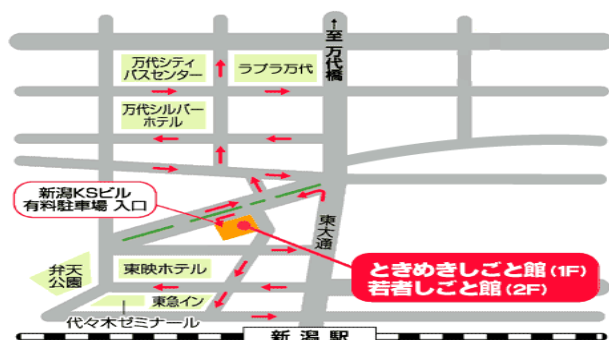 ↑至 万代橋
万代シティ
バスセンター
ラブラ万代
万代シルバー
ホテル
新潟KSビル
有料駐車場 入口
東大通
ときめきしごと館(1F)
若者しごと館(2F)
弁天
公園
東映ホテル
東急イン
代々木ゼミナール
新潟駅